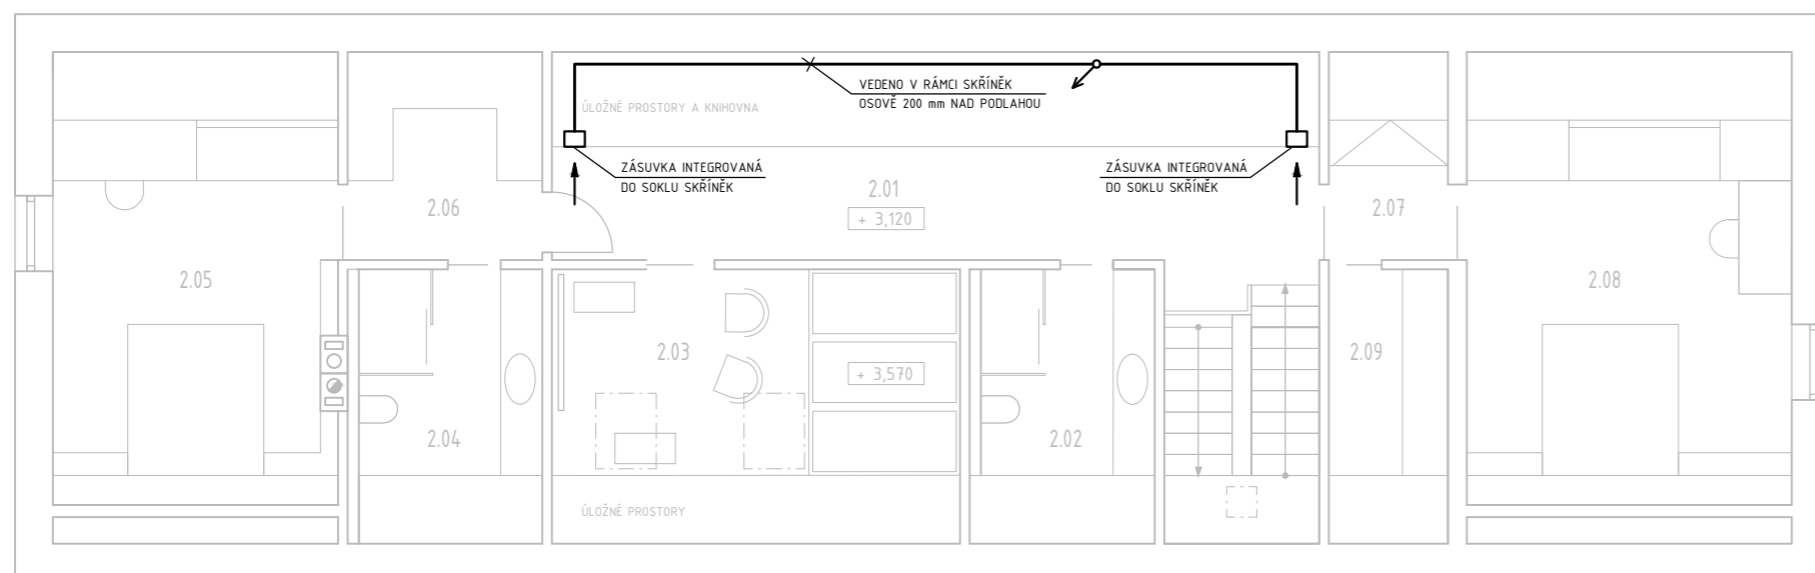 VEDENO V RÁMCI SKŘÍNĚK
OSOVĚ 200 mm NAD PODLAHOU
ÚLOŽNÉ PROSTORY A KNIHOVNA
ZÁSUVKA INTEGROVANÁ
DO SOKLU SKŘÍNĚK
ZÁSUVKA INTEGROVANÁ
DO SOKLU SKŘÍNĚK
2.01
+ 3,120
2.06
2.07
2.05
2.08
2.03
+ 3,570
2.09
2.04
2.02
ÚLOŽNÉ PROSTORY